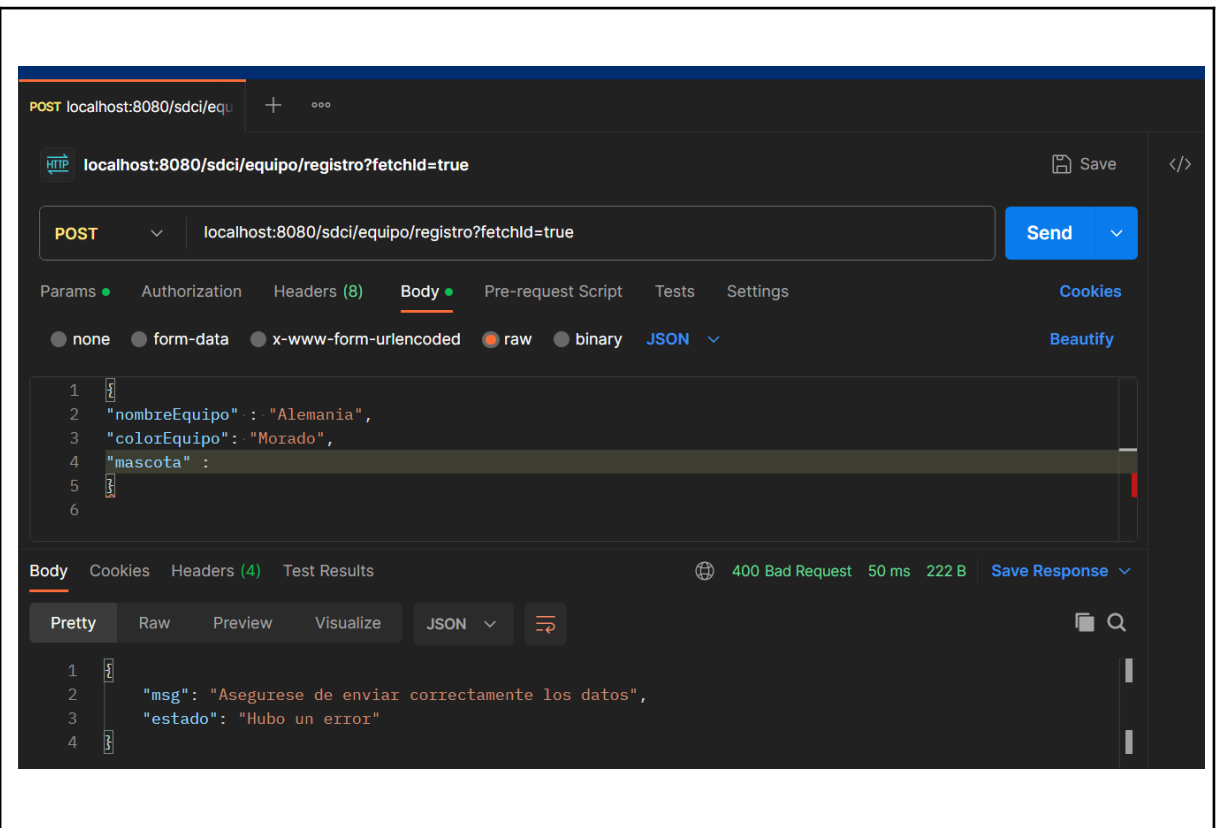 POST localhost:8080/sdci/equ
HTTP localhost:8080/sdci/equipo/registro?fetchId=true Save </>
POST localhost:8080/sdci/equipo/registro?fetchId=true Send
Params Authorization Headers (8) Body Pre-request Script Tests Settings Cookies
none form-data x-www-form-urlencoded raw binary JSON Beautify
1 {
2 "nombreEquipo" : "Alemania",
3 "colorEquipo": "Morado",
4 "mascota" :
5 }
6
Body Cookies Headers (4) Test Results 400 Bad Request 50 ms 222 B Save Response
Pretty Raw Preview Visualize JSON
1 {
2 "msg": "Asegurese de enviar correctamente los datos",
3 "estado": "Hubo un error"
4 }